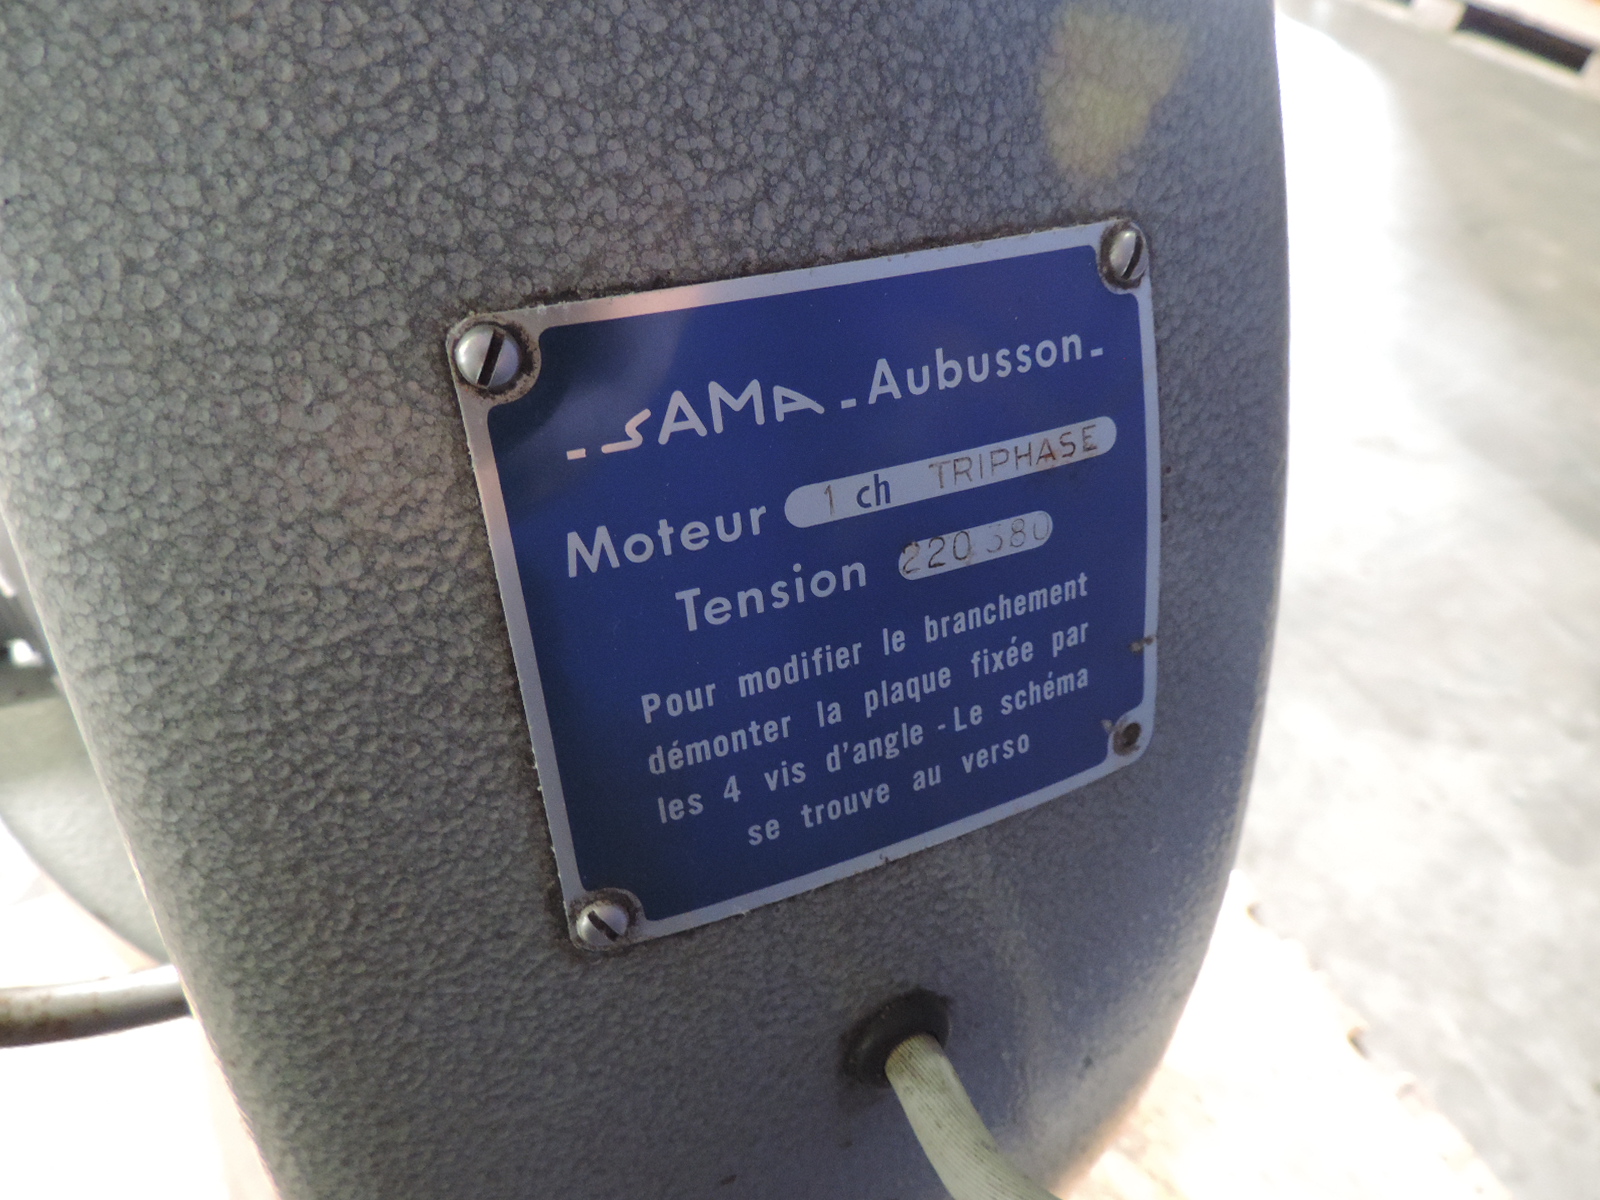 - SAMA - Aubusson -
Moteur 1 ch TRIPHASE
Tension 220 380
Pour modifier le branchement
démonter la plaque fixée par
les 4 vis d'angle - Le schéma
se trouve au verso